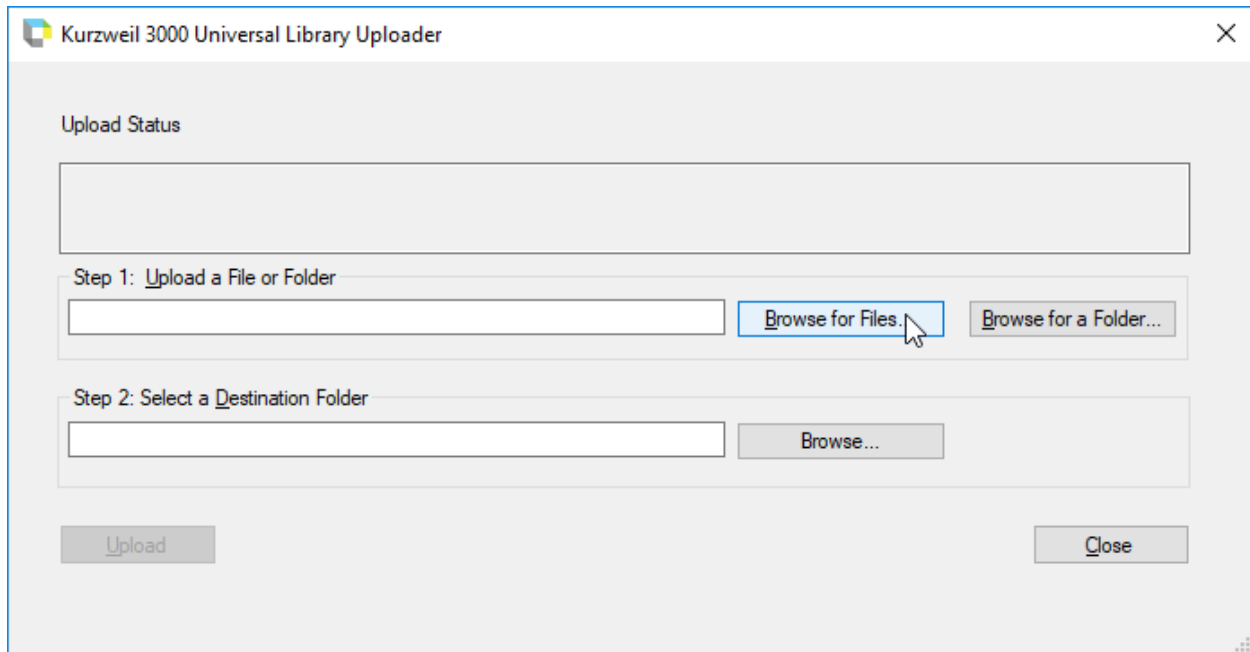 Kurzweil 3000 Universal Library Uploader
Upload Status
Step 1: Upload a File or Folder
Browse for Files..
Browse for a Folder...
Step 2: Select a Destination Folder
Browse...
Upload
Close